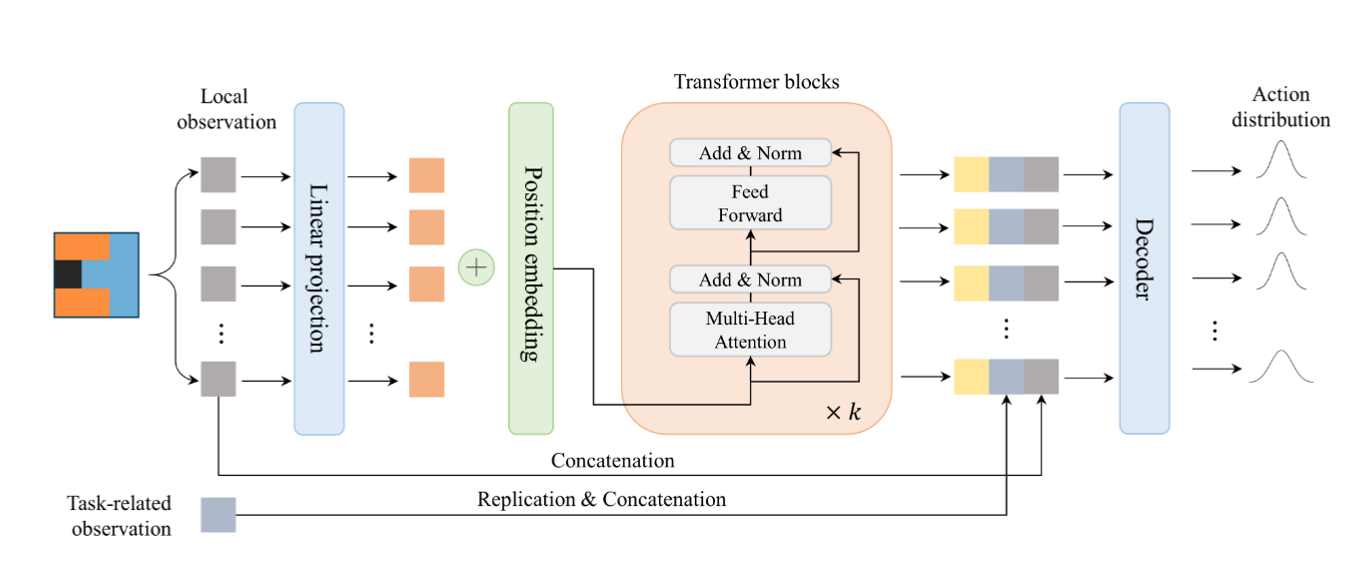 Transformer blocks
Local
observation
Action
distribution
Linear projection
Position embedding
Add & Norm
Feed
Forward
Add & Norm
Multi-Head
Attention
× k
Decoder
Concatenation
Replication & Concatenation
Task-related
observation